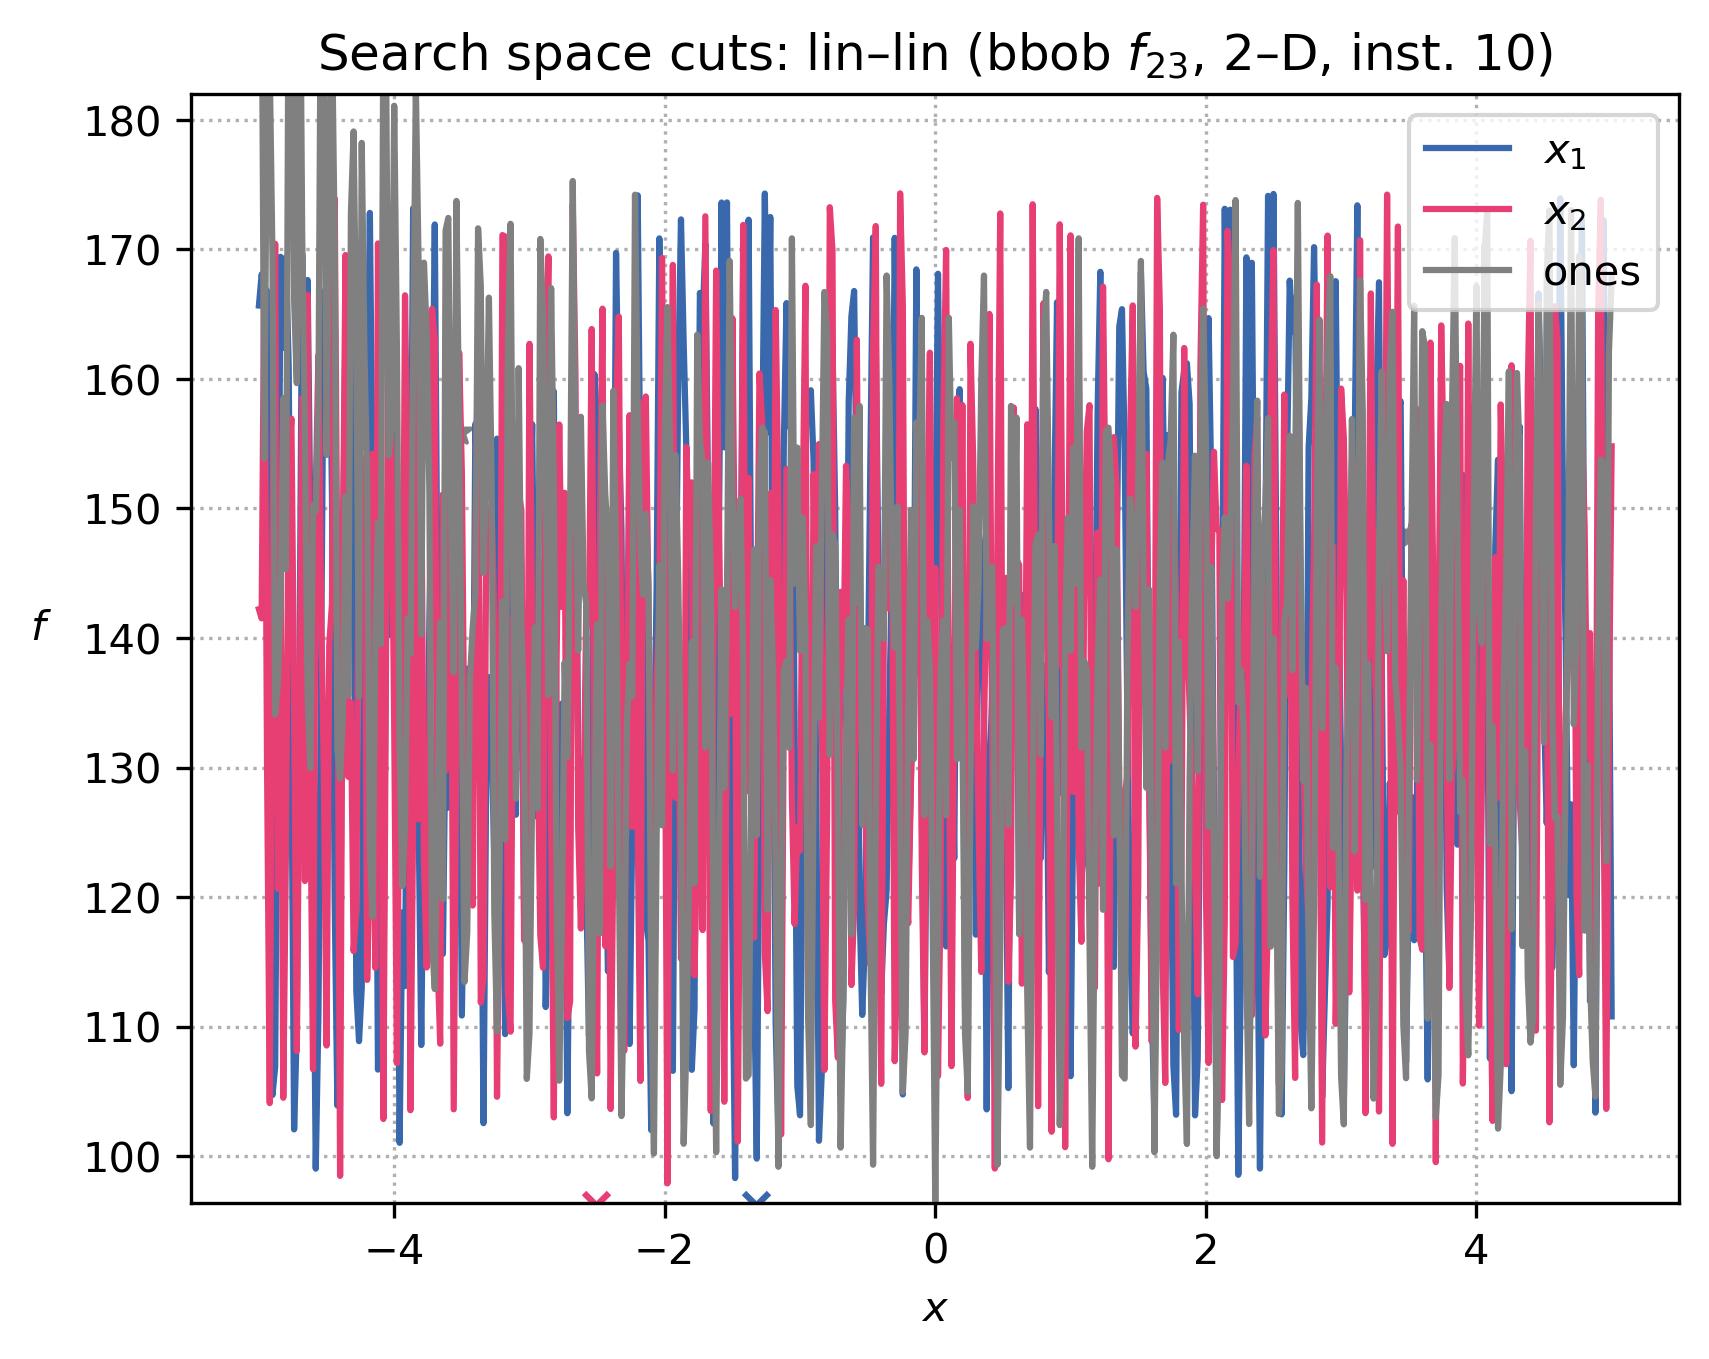 Search space cuts: lin–lin (bbob f₂₃, 2–D, inst. 10)
180
170
160
150
140
130
120
110
100
f
x₁
x₂
ones
−4
−2
0
2
4
x